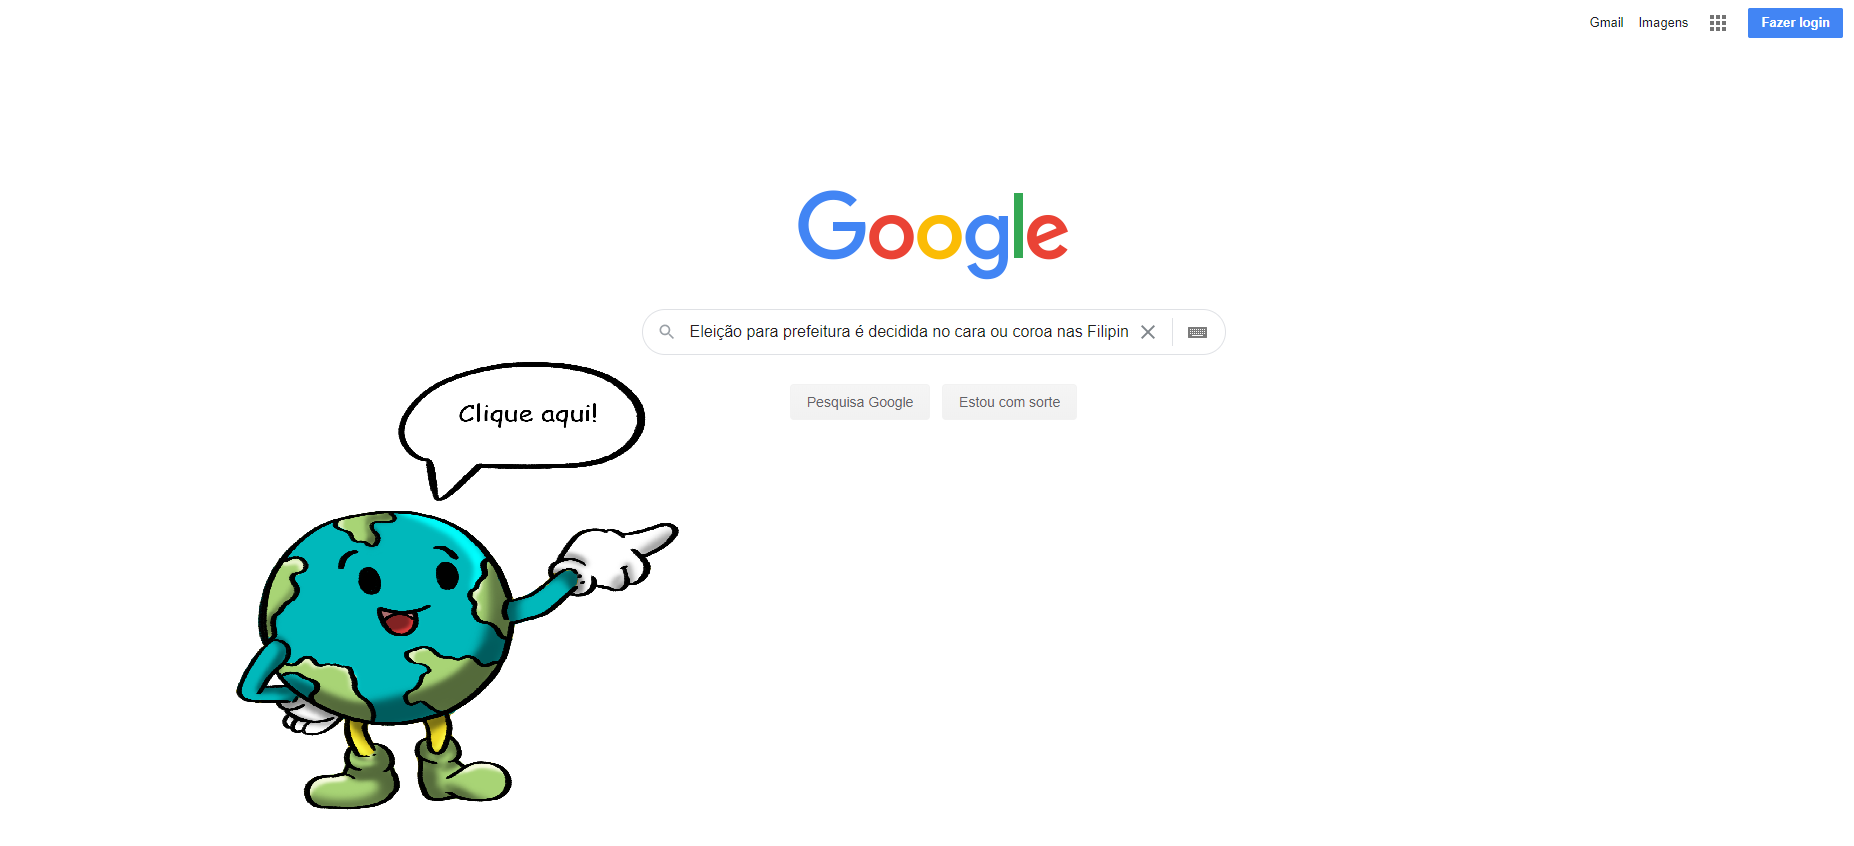 Gmail Imagens Fazer login
Google
Eleição para prefeitura é decidida no cara ou coroa nas Filipin
Pesquisa Google Estou com sorte
Clique aqui!